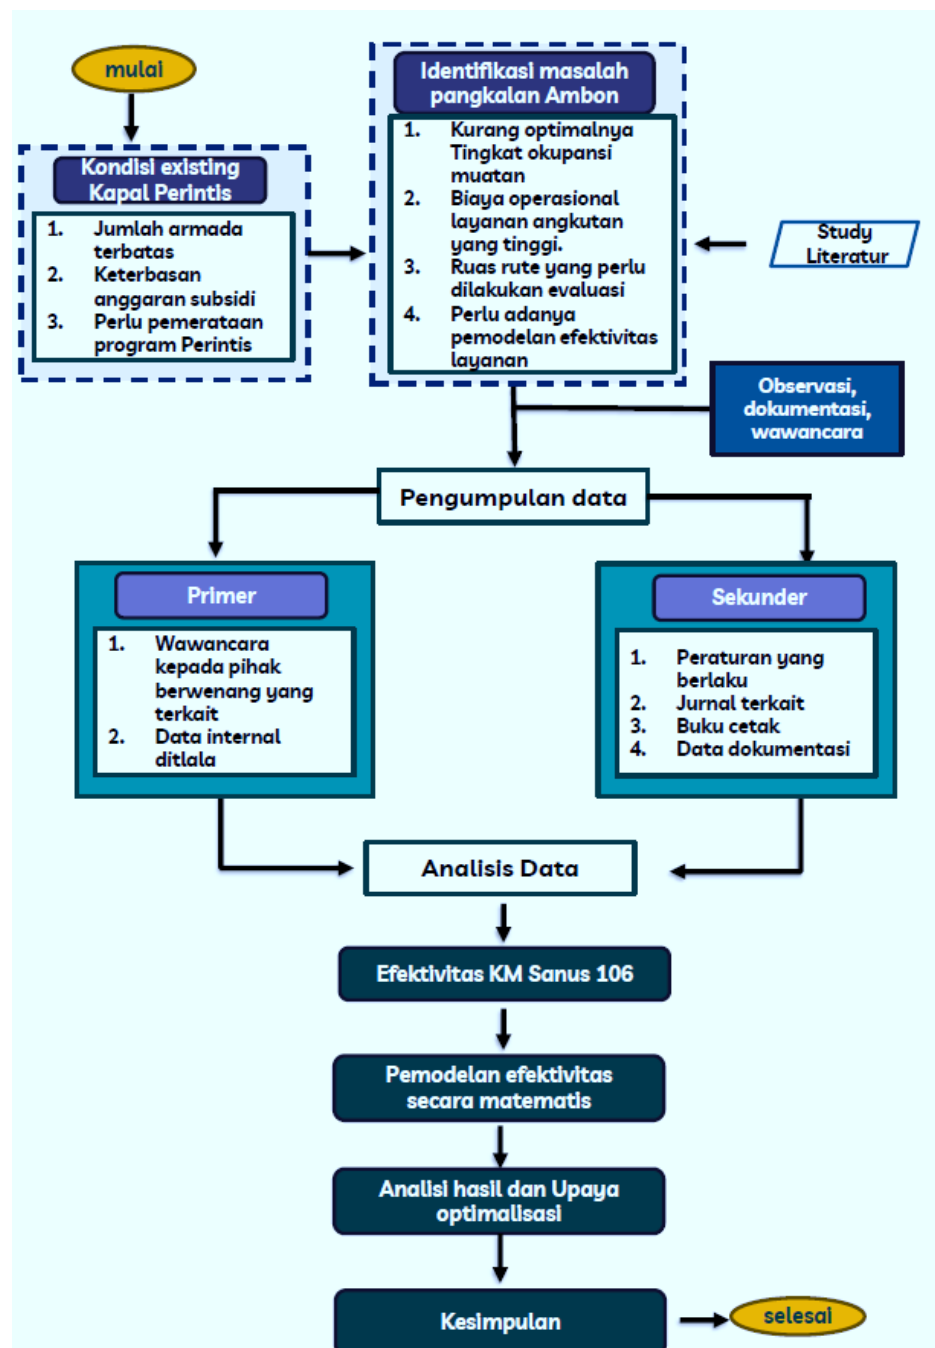 mulai
Kondisi existing
Kapal Perintis
1. Jumlah armada
terbatas
2. Keterbasan
anggaran subsidi
3. Perlu pemerataan
program Perintis
Identifikasi masalah
pangkalan Ambon
1. Kurang optimalnya
Tingkat okupansi
muatan
2. Biaya operasional
layanan angkutan
yang tinggi.
3. Ruas rute yang perlu
dilakukan evaluasi
4. Perlu adanya
pemodelan efektivitas
layanan
Study
Literatur
Observasi,
dokumentasi,
wawancara
Pengumpulan data
Primer
1. Wawancara
kepada pihak
berwenang yang
terkait
2. Data internal
ditlala
Sekunder
1. Peraturan yang
berlaku
2. Jurnal terkait
3. Buku cetak
4. Data dokumentasi
Analisis Data
Efektivitas KM Sanus 106
Pemodelan efektivitas
secara matematis
Analisi hasil dan Upaya
optimalisasi
Kesimpulan
selesai